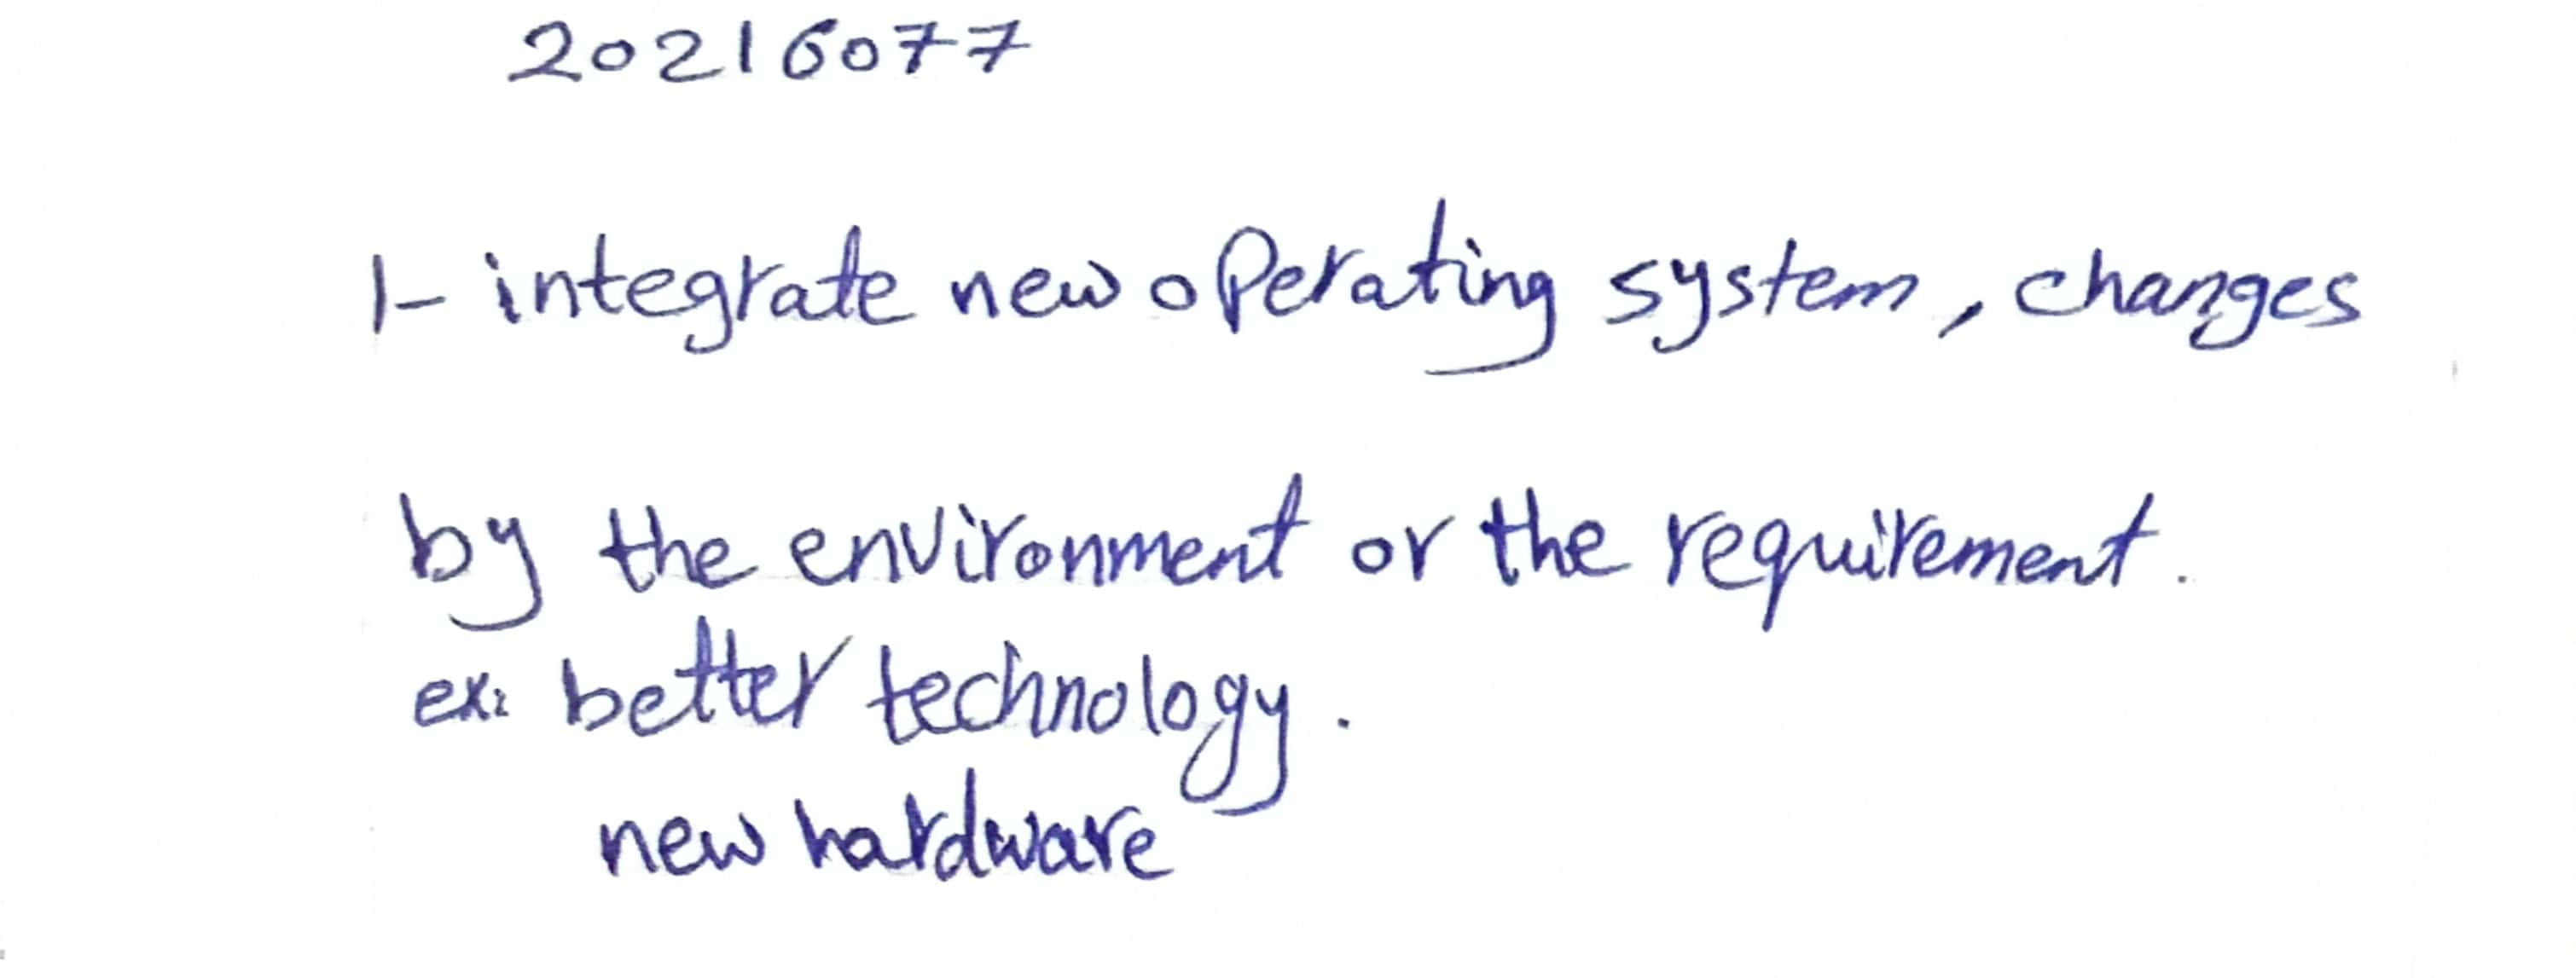 20216077
1- integrate new operating system, changes
by the environment or the requirement.
ex: better technology.
new hardware